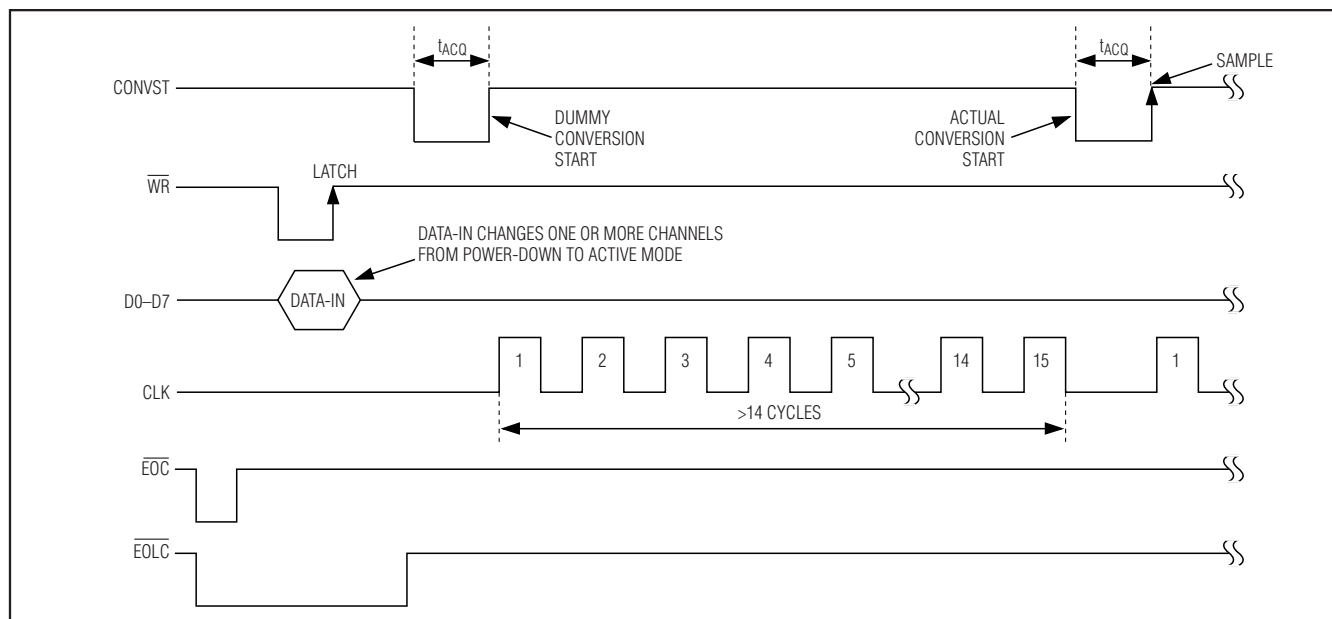 tACQ
tACQ
SAMPLE
CONVST
DUMMY
CONVERSION
START
ACTUAL
CONVERSION
START
LATCH
WR
DATA-IN CHANGES ONE OR MORE CHANNELS
FROM POWER-DOWN TO ACTIVE MODE
D0–D7
DATA-IN
1 2 3 4 5 14 15 1
CLK
>14 CYCLES
EOC
EOLC